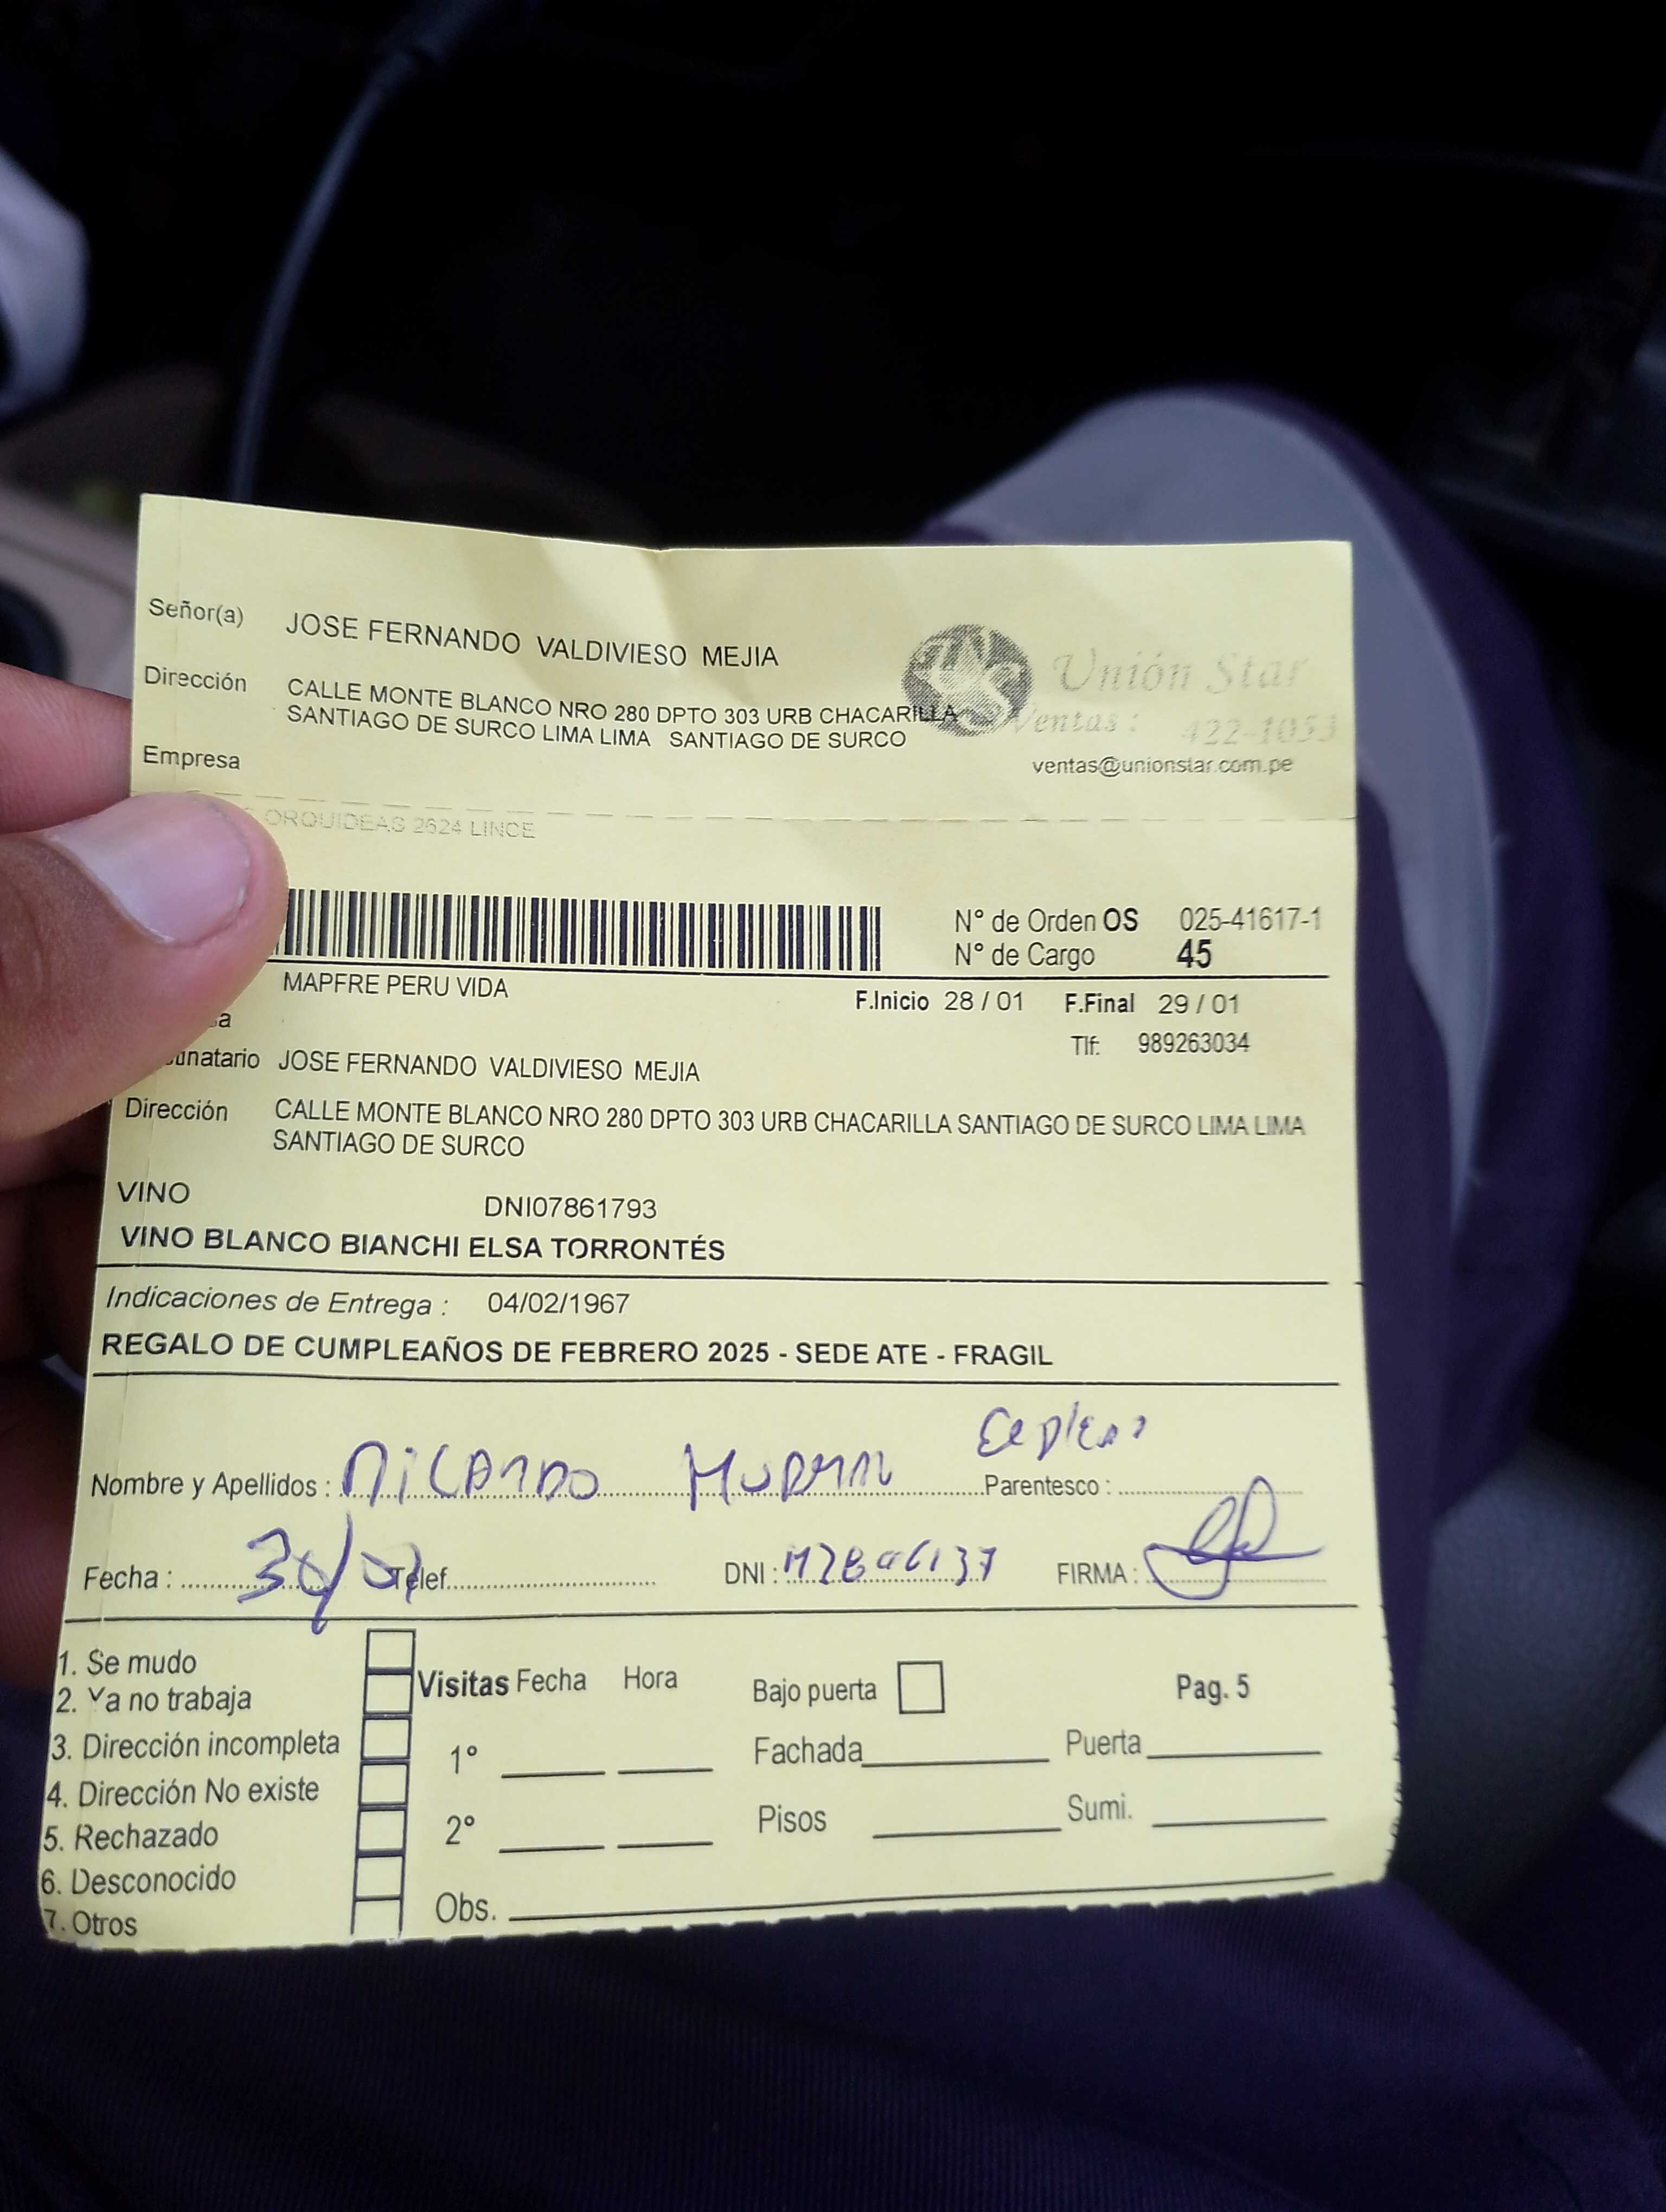 Señor(a) JOSE FERNANDO VALDIVIESO MEJIA
Unión Star
Dirección CALLE MONTE BLANCO NRO 280 DPTO 303 URB CHACARILLA
SANTIAGO DE SURCO LIMA LIMA SANTIAGO DE SURCO
Ventas : 422-1053
Empresa
ventas@unionstar.com.pe
ORQUIDEAS 2624 LINCE
N° de Orden OS 025-41617-1
N° de Cargo 45
MAPFRE PERU VIDA
F.Inicio 28 / 01 F.Final 29 / 01
Tlf: 989263034
JOSE FERNANDO VALDIVIESO MEJIA
Dirección CALLE MONTE BLANCO NRO 280 DPTO 303 URB CHACARILLA SANTIAGO DE SURCO LIMA LIMA
SANTIAGO DE SURCO
VINO DNI07861793
VINO BLANCO BIANCHI ELSA TORRONTÉS
Indicaciones de Entrega : 04/02/1967
REGALO DE CUMPLEAÑOS DE FEBRERO 2025 - SEDE ATE - FRAGIL
Nombre y Apellidos : Parentesco :
Fecha : 30/ Telef. DNI : FIRMA :
1. Se mudo
2. Ya no trabaja
3. Dirección incompleta
4. Dirección No existe
5. Rechazado
6. Desconocido
7. Otros
Visitas Fecha Hora
1°
2°
Obs.
Bajo puerta Pag. 5
Fachada Puerta
Pisos Sumi.